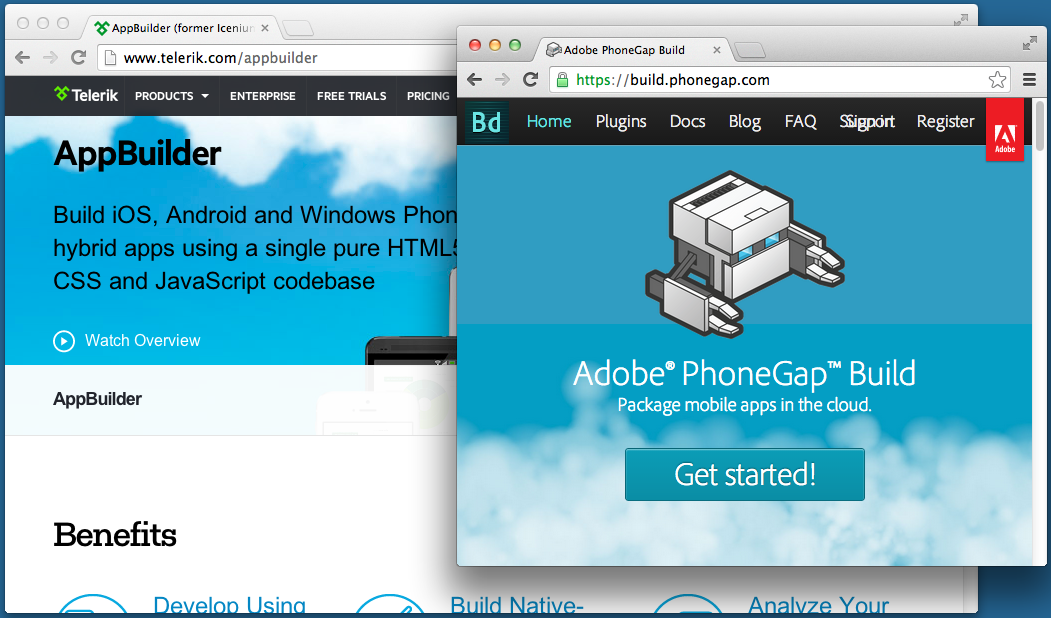 AppBuilder (former Iceniu
www.telerik.com/appbuilder
Telerik PRODUCTS ENTERPRISE FREE TRIALS PRICING
AppBuilder
Build iOS, Android and Windows Phon
hybrid apps using a single pure HTML5
CSS and JavaScript codebase
Watch Overview
AppBuilder
Benefits
Develop Using
Build Native-
Analyze Your
Adobe PhoneGap Build
https://build.phonegap.com
Bd Home Plugins Docs Blog FAQ Support Sign in Register
Adobe
Adobe® PhoneGap™ Build
Package mobile apps in the cloud.
Get started!